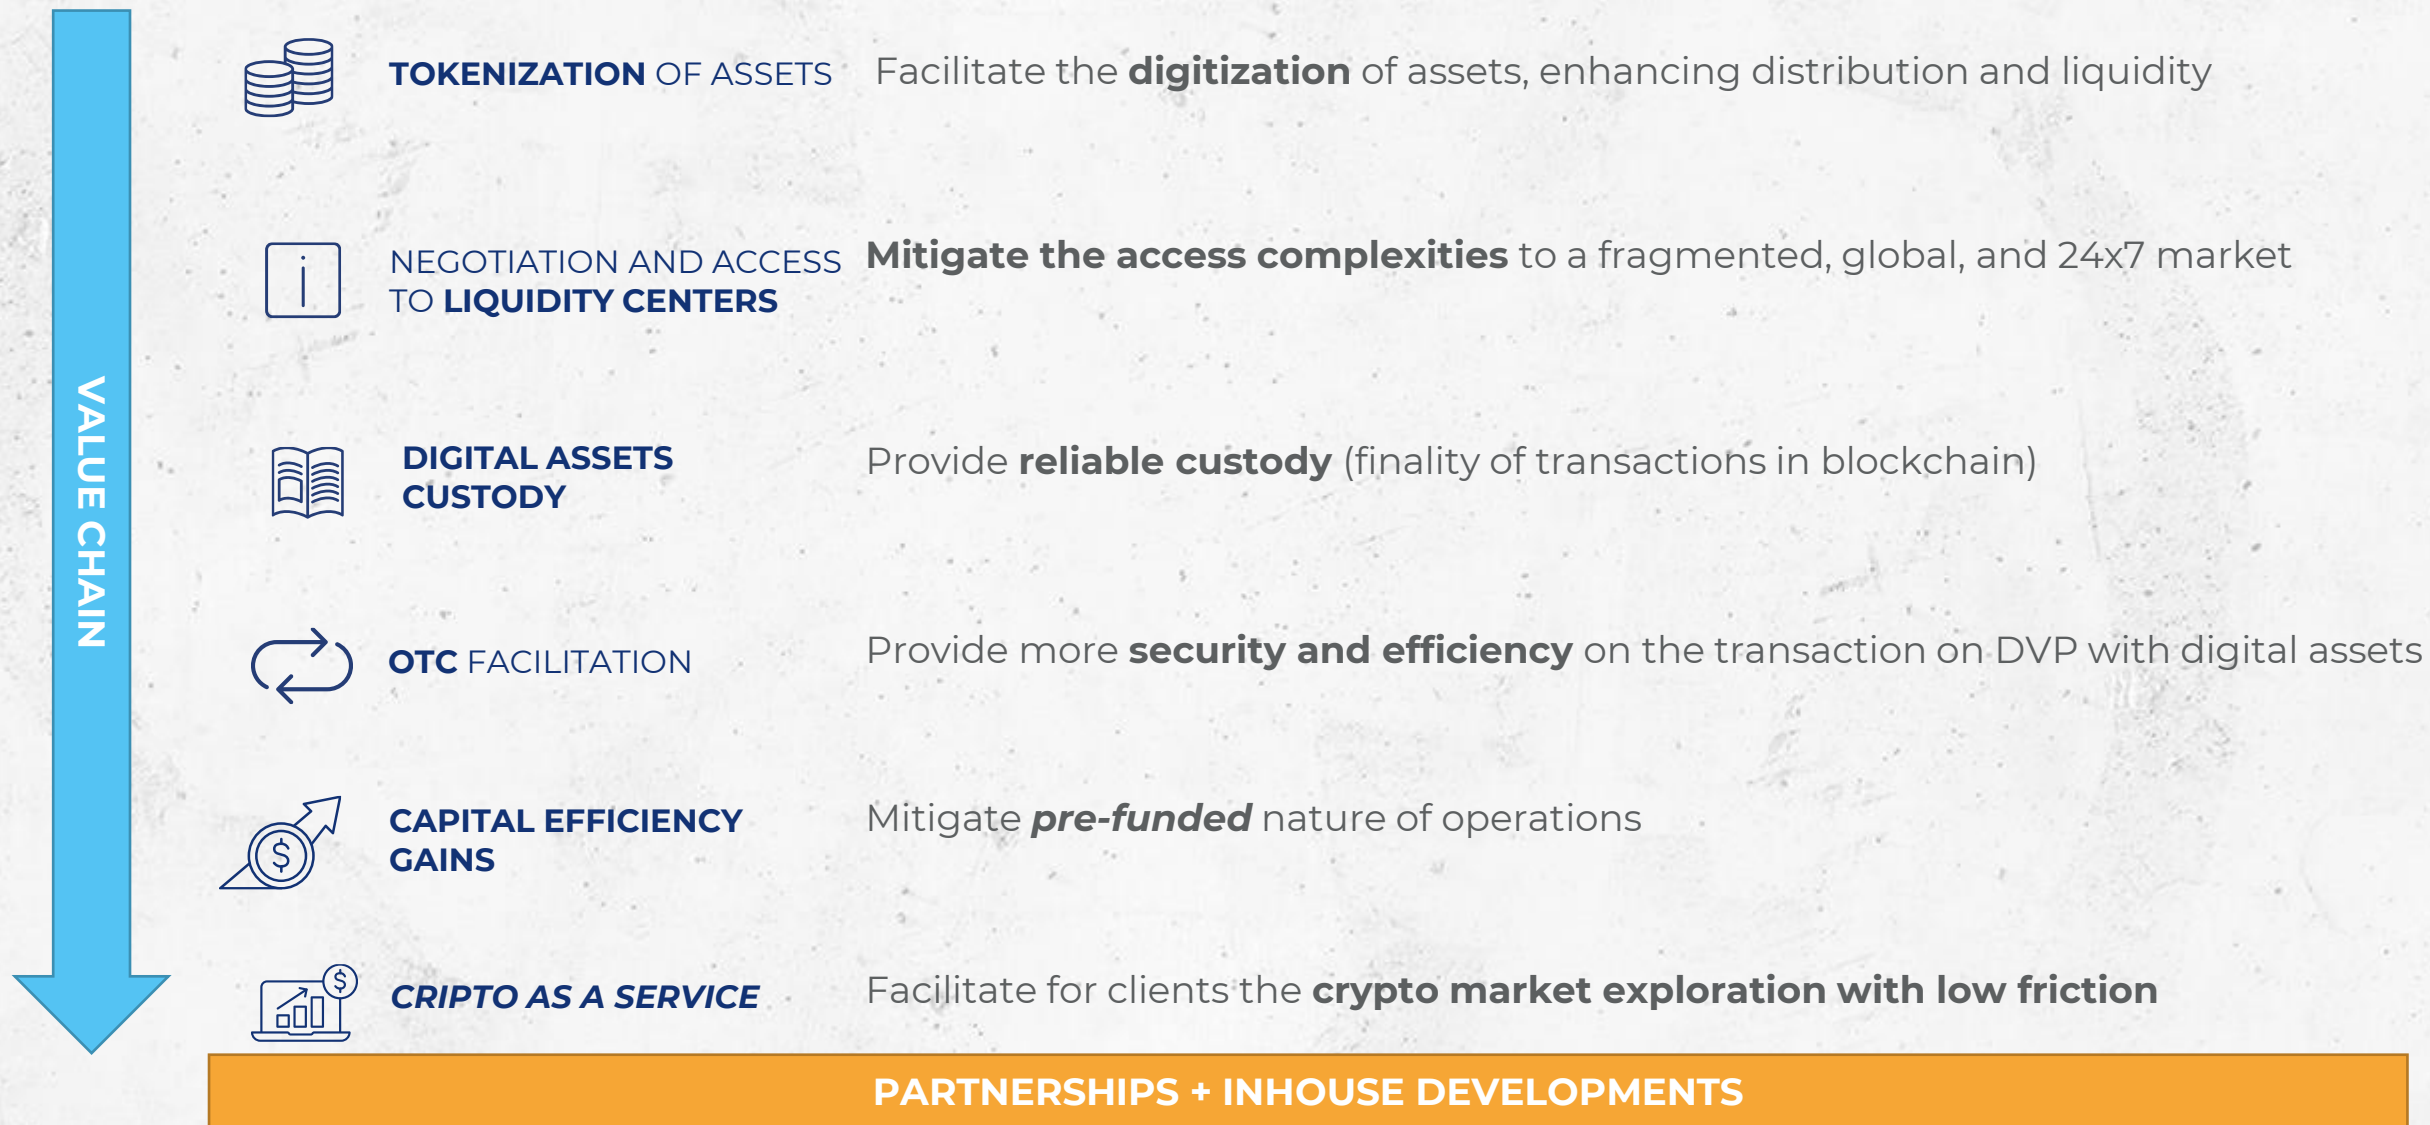 VALUE CHAIN
TOKENIZATION OF ASSETS
Facilitate the digitization of assets, enhancing distribution and liquidity
NEGOTIATION AND ACCESS
TO LIQUIDITY CENTERS
Mitigate the access complexities to a fragmented, global, and 24x7 market
DIGITAL ASSETS
CUSTODY
Provide reliable custody (finality of transactions in blockchain)
OTC FACILITATION
Provide more security and efficiency on the transaction on DVP with digital assets
CAPITAL EFFICIENCY
GAINS
Mitigate pre-funded nature of operations
CRIPTO AS A SERVICE
Facilitate for clients the crypto market exploration with low friction
PARTNERSHIPS + INHOUSE DEVELOPMENTS